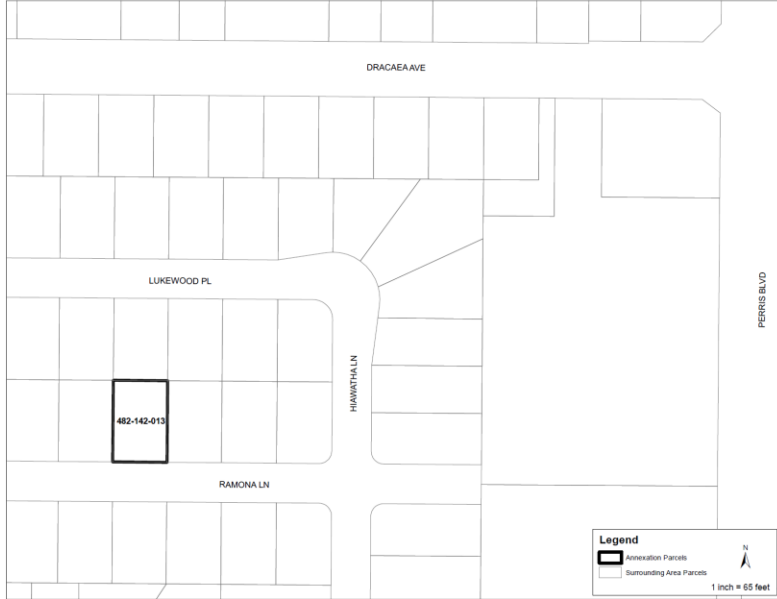 DRACAEA AVE
LUKEWOOD PL
PERRIS BLVD
HIAWATHA LN
482-142-013
RAMONA LN
Legend
Annexation Parcels
Surrounding Area Parcels
N
1 inch = 65 feet